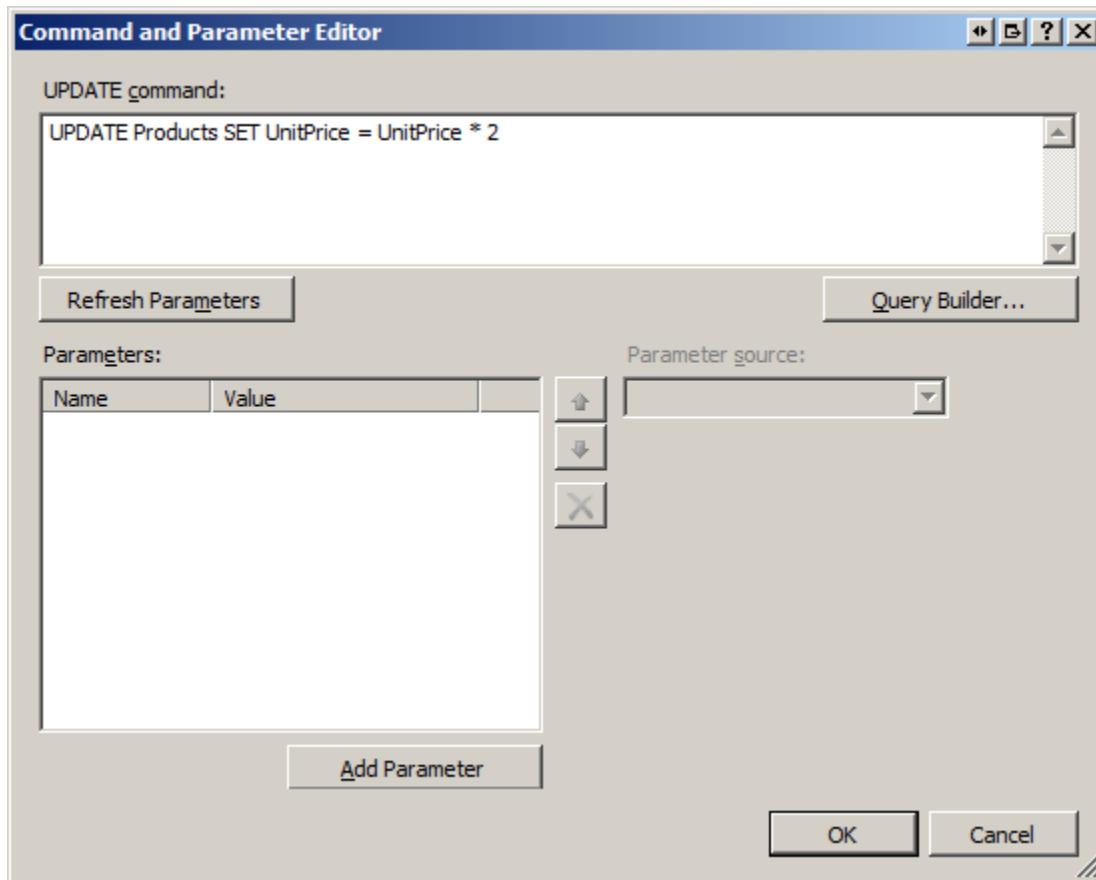 Command and Parameter Editor
UPDATE command:
UPDATE Products SET UnitPrice = UnitPrice * 2
Refresh Parameters
Query Builder...
Parameters:
Parameter source:
Name Value
Add Parameter
OK Cancel